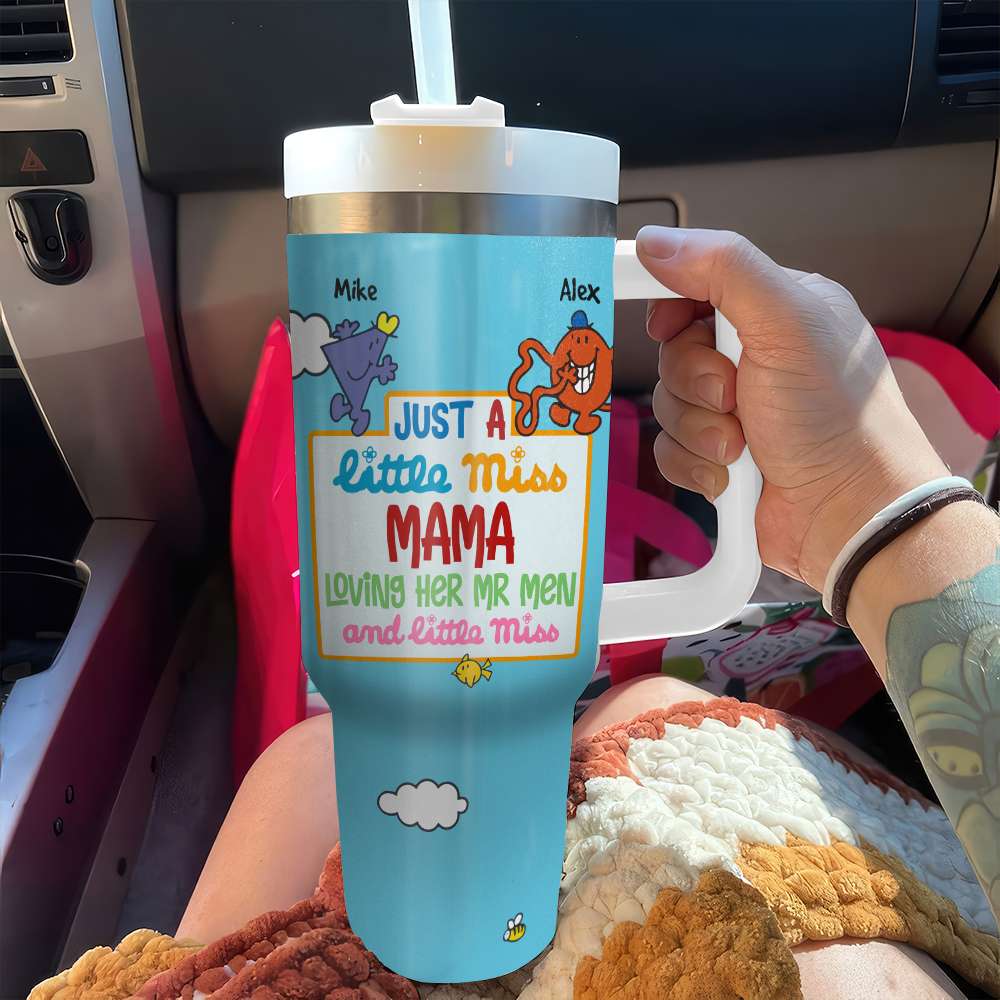 Mike
Alex
JUST A
little miss
MAMA
LOVING HER MR MEN
and little miss